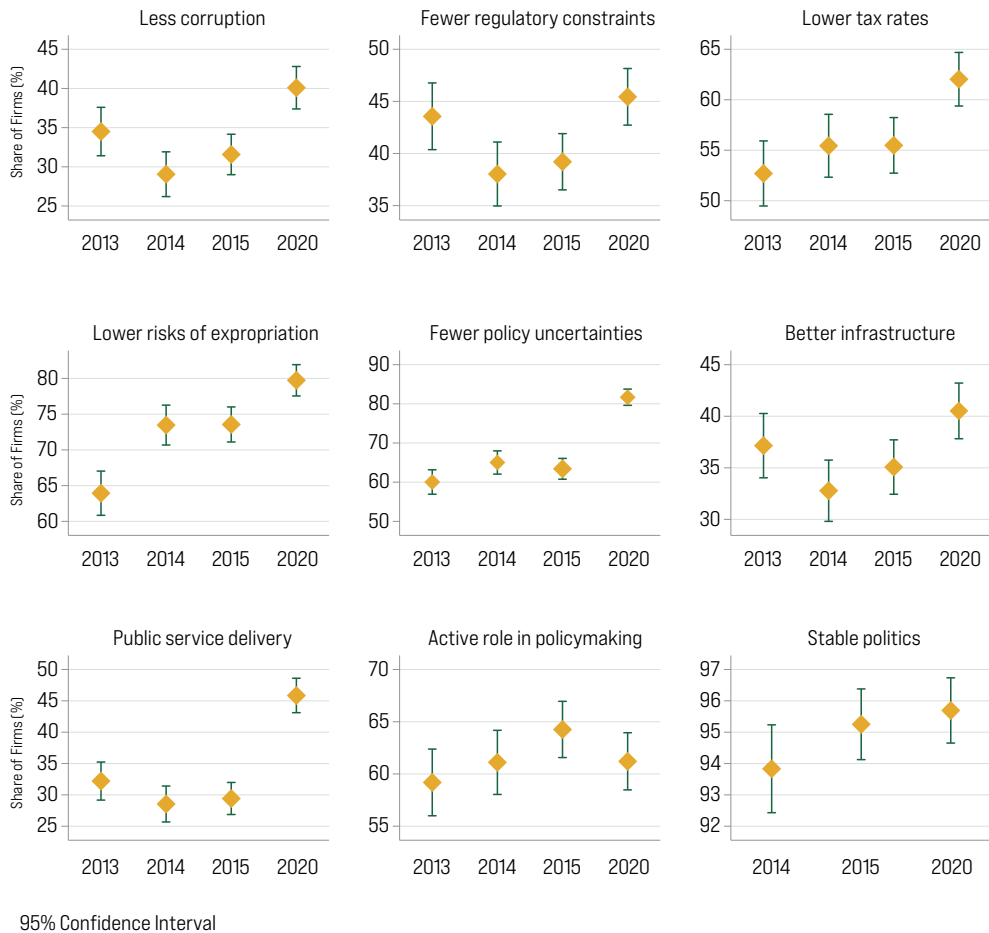 Less corruption
Fewer regulatory constraints
Lower tax rates
Share of Firms (%)
45
40
35
30
25
2013 2014 2015 2020
50
45
40
35
2013 2014 2015 2020
65
60
55
50
2013 2014 2015 2020
Lower risks of expropriation
Fewer policy uncertainties
Better infrastructure
Share of Firms (%)
80
75
70
65
60
2013 2014 2015 2020
90
80
70
60
50
2013 2014 2015 2020
45
40
35
30
2013 2014 2015 2020
Public service delivery
Active role in policymaking
Stable politics
Share of Firms (%)
50
45
40
35
30
25
2013 2014 2015 2020
70
65
60
55
2013 2014 2015 2020
97
96
95
94
93
92
2014 2015 2020
95% Confidence Interval